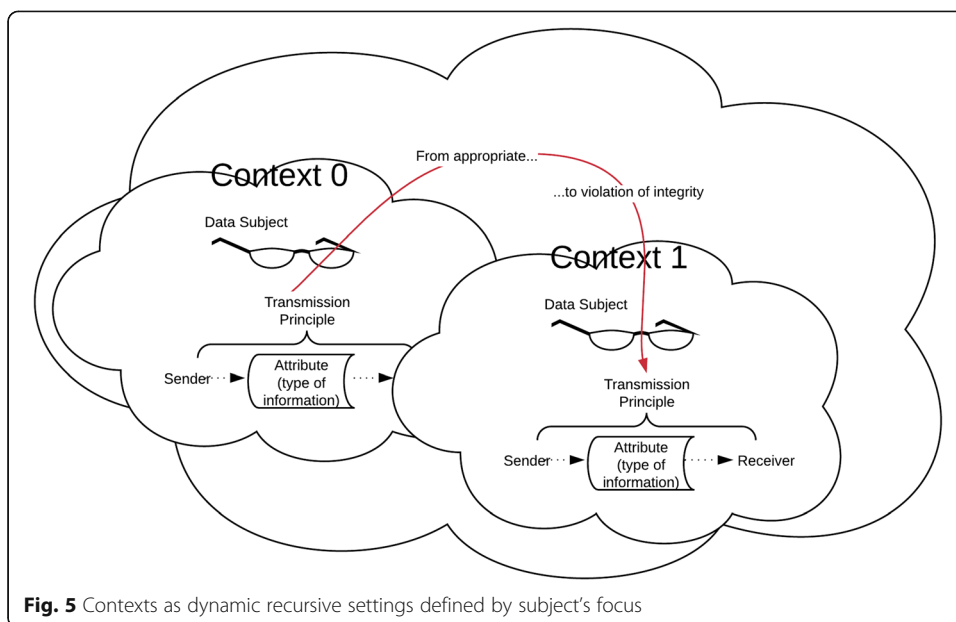 From appropriate...
...to violation of integrity
Context 0
Data Subject
Transmission
Principle
Sender
Attribute
(type of
information)
Context 1
Data Subject
Transmission
Principle
Sender
Attribute
(type of
information)
Receiver
Fig. 5 Contexts as dynamic recursive settings defined by subject’s focus